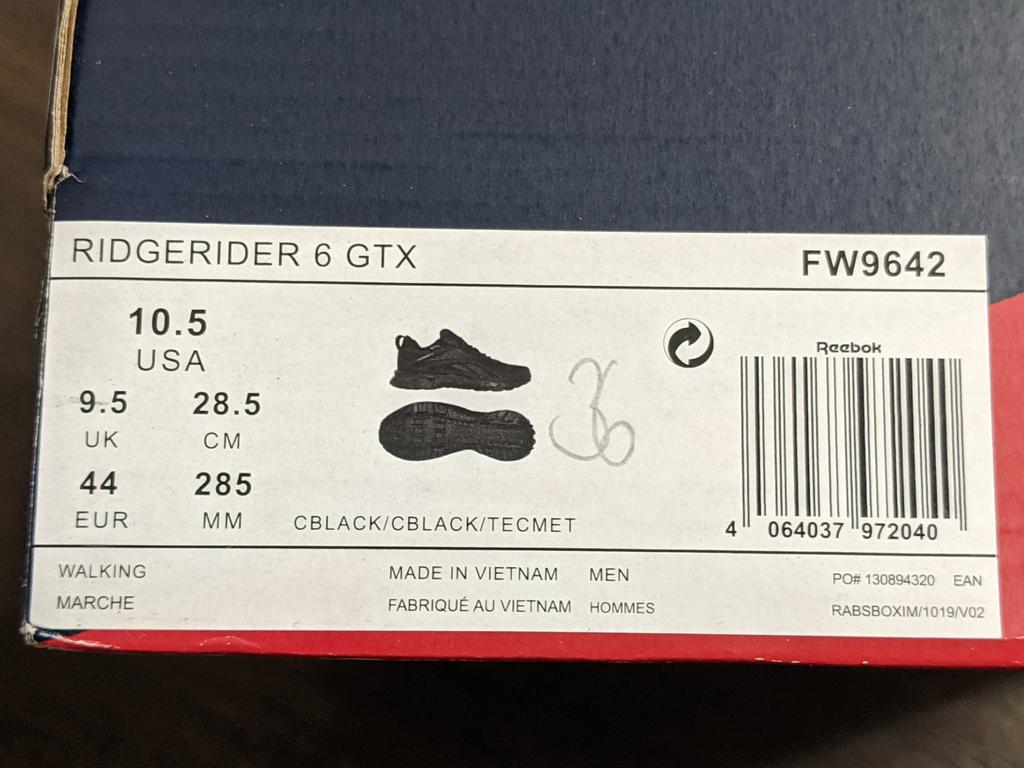 RIDGERIDER 6 GTX FW9642
10.5
USA
9.5 28.5
UK CM
44 285
EUR MM
CBLACK/CBLACK/TECMET
36
Reebok
4 064037 972040
WALKING MADE IN VIETNAM MEN PO# 130894320 EAN
MARCHE FABRIQUÉ AU VIETNAM HOMMES RABSBOXIM/1019/V02